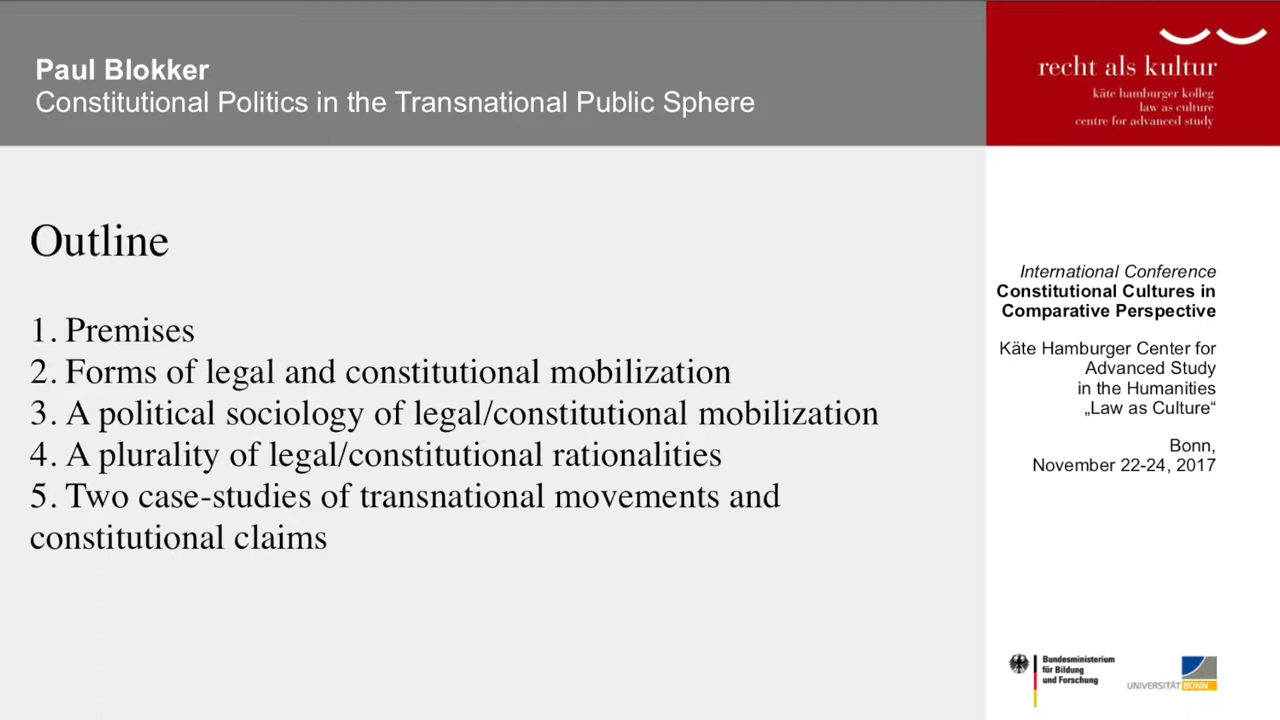 Paul Blokker
Constitutional Politics in the Transnational Public Sphere
recht als kultur
käte hamburger kolleg
law as culture
centre for advanced study
Outline
1. Premises
2. Forms of legal and constitutional mobilization
3. A political sociology of legal/constitutional mobilization
4. A plurality of legal/constitutional rationalities
5. Two case-studies of transnational movements and
constitutional claims
International Conference
Constitutional Cultures in
Comparative Perspective
Käte Hamburger Center for
Advanced Study
in the Humanities
„Law as Culture“
Bonn,
November 22-24, 2017
Bundesministerium
für Bildung
und Forschung
UNIVERSITÄT BONN